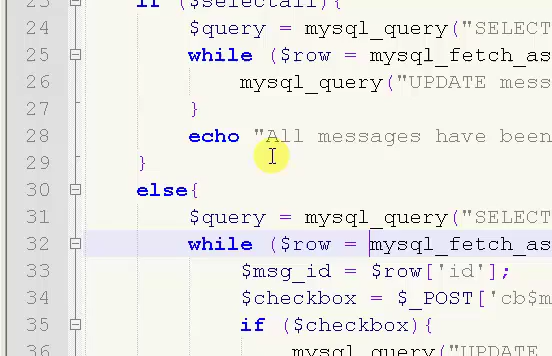 23 if ($selectall){
24 $query = mysql_query("SELECT
25 while ($row = mysql_fetch_as
26 mysql_query("UPDATE mess
27 }
28 echo "All messages have been
29 }
30 else{
31 $query = mysql_query("SELECT
32 while ($row = mysql_fetch_as
33 $msg_id = $row['id'];
34 $checkbox = $_POST['cb$m
35 if ($checkbox){
36 mysql_query("UPDATE